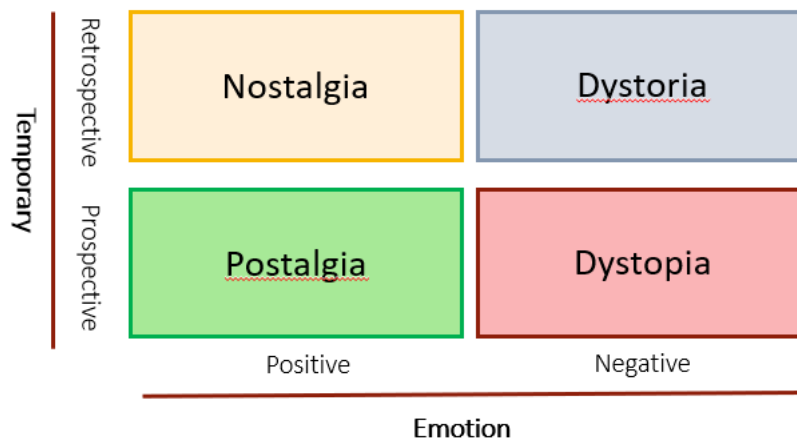 Temporary
Retrospective
Nostalgia
Dystoria
Prospective
Postalgia
Dystopia
Positive
Negative
Emotion